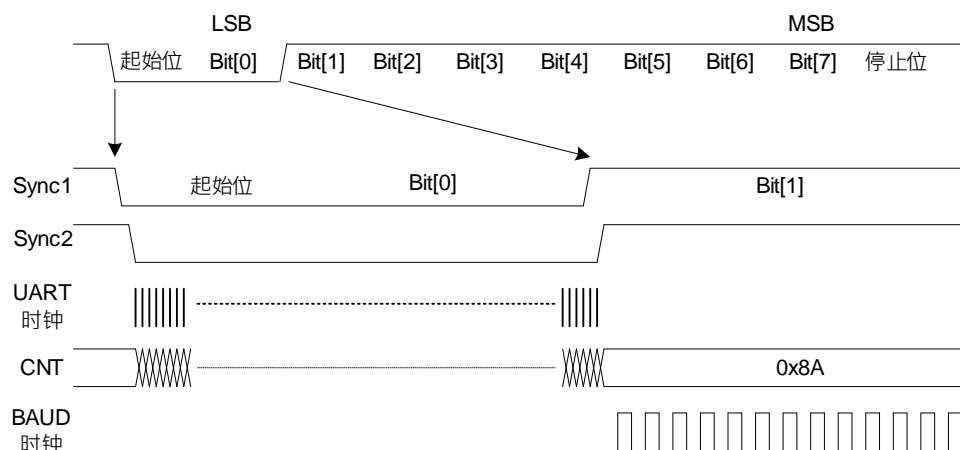 LSB MSB
起始位 Bit[0] Bit[1] Bit[2] Bit[3] Bit[4] Bit[5] Bit[6] Bit[7] 停止位
Sync1 起始位 Bit[0] Bit[1]
Sync2
UART
时钟
CNT 0x8A
BAUD
时钟